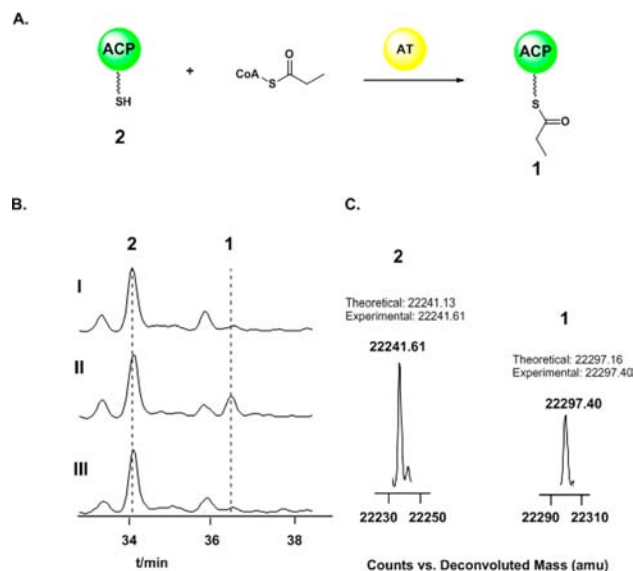 A.
ACP
SH
2
+
CoA
S
O
AT
ACP
S
O
1
B.
2
1
I
II
III
34
36
38
t/min
C.
2
Theoretical: 22241.13
Experimental: 22241.61
22241.61
22230
22250
1
Theoretical: 22297.16
Experimental: 22297.40
22297.40
22290
22310
Counts vs. Deconvoluted Mass (amu)